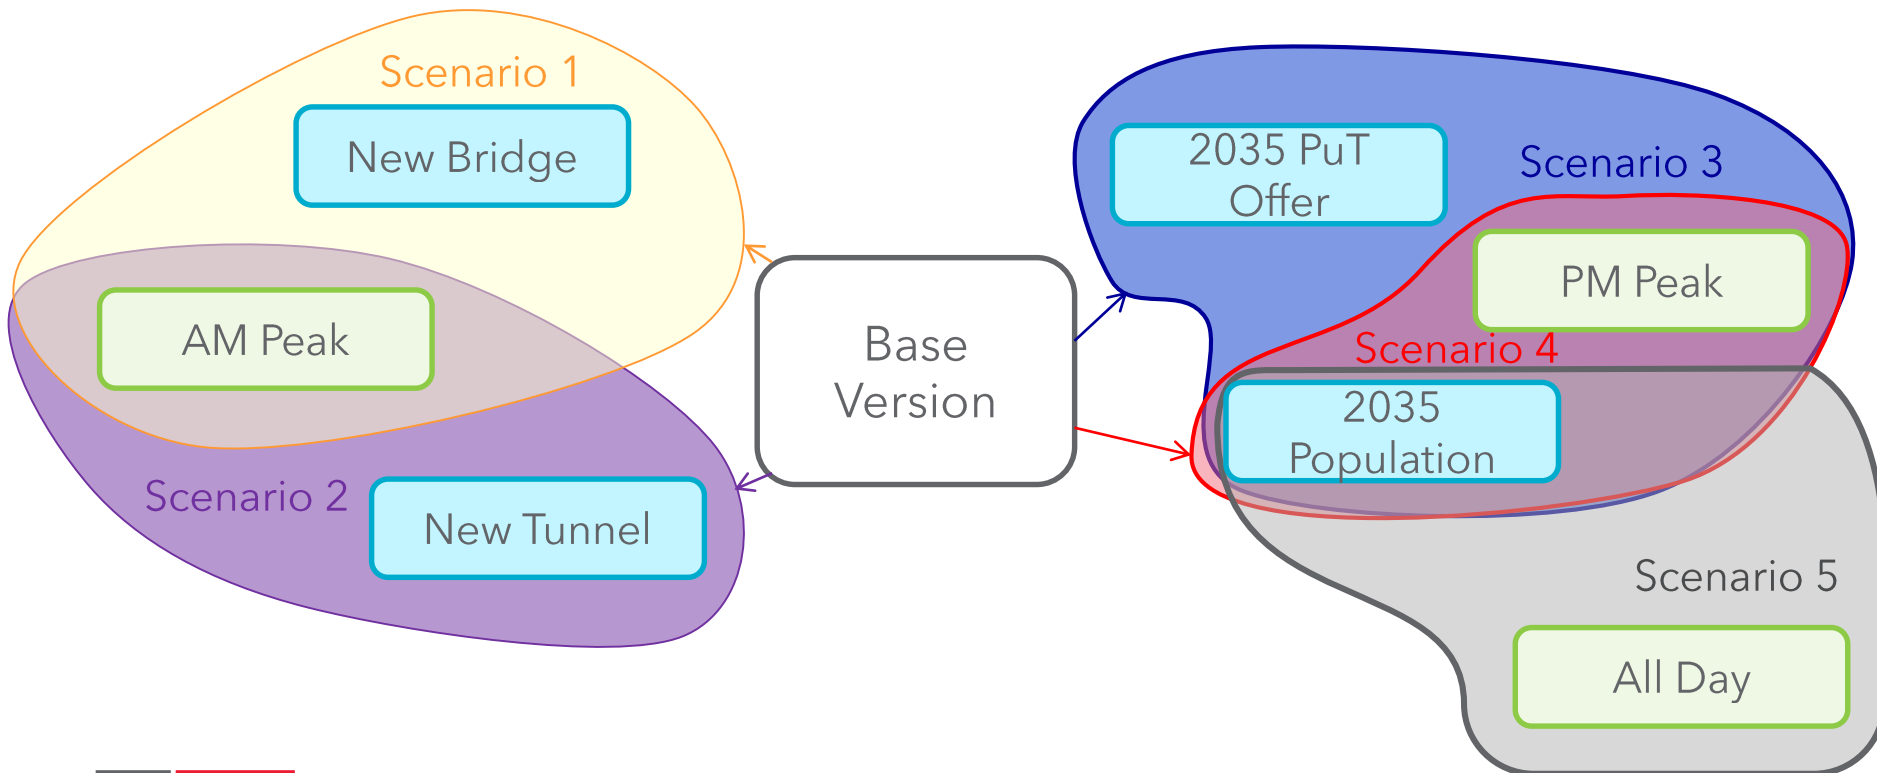 Scenario 1
New Bridge
AM Peak
Scenario 2
New Tunnel
Base
Version
2035 PuT
Offer
Scenario 3
PM Peak
Scenario 4
2035
Population
Scenario 5
All Day